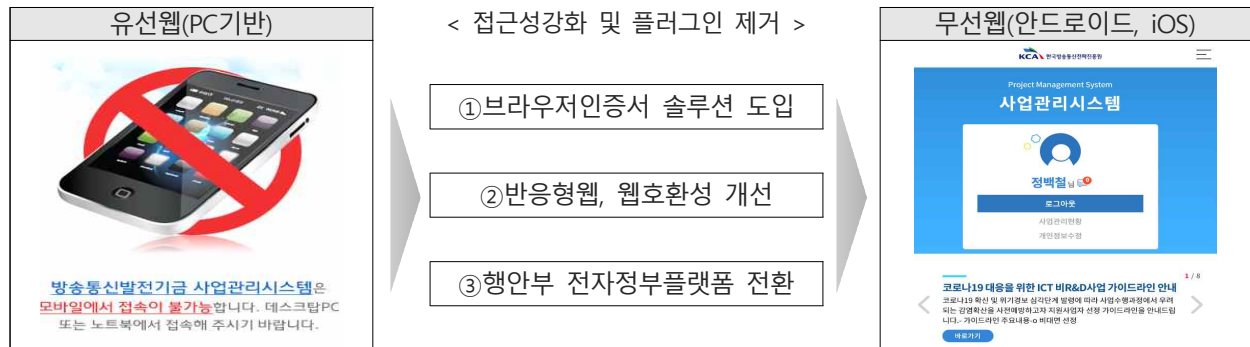 유선웹(PC기반)
방송통신발전기금 사업관리시스템은
모바일에서 접속이 불가능합니다. 데스크탑PC
또는 노트북에서 접속해 주시기 바랍니다.
< 접근성강화 및 플러그인 제거 >
①브라우저인증서 솔루션 도입
②반응형웹, 웹호환성 개선
③행안부 전자정부플랫폼 전환
무선웹(안드로이드, iOS)
KCA 한국방송통신전파진흥원
Project Management System
사업관리시스템
정백철님
로그아웃
사업관리현황
개인정보수정
1 / 8
코로나19 대응을 위한 ICT 비R&D사업 가이드라인 안내
코로나19 확산 및 위기경보 심각단계 발령에 따라 사업수행과정에서 우려
되는 감염확산을 사전예방하고자 지원사업자 선정 가이드라인을 안내드립
니다.- 가이드라인 주요내용-o 비대면 선정
바로가기